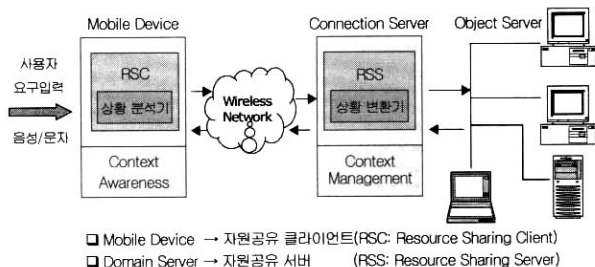 Mobile Device
Connection Server
Object Server
사용자
요구입력
음성/문자
RSC
상황 분석기
Context
Awareness
Wireless
Network
RSS
상황 변환기
Context
Management
❑ Mobile Device → 자원공유 클라이언트(RSC: Resource Sharing Client)
❑ Domain Server → 자원공유 서버 (RSS: Resource Sharing Server)